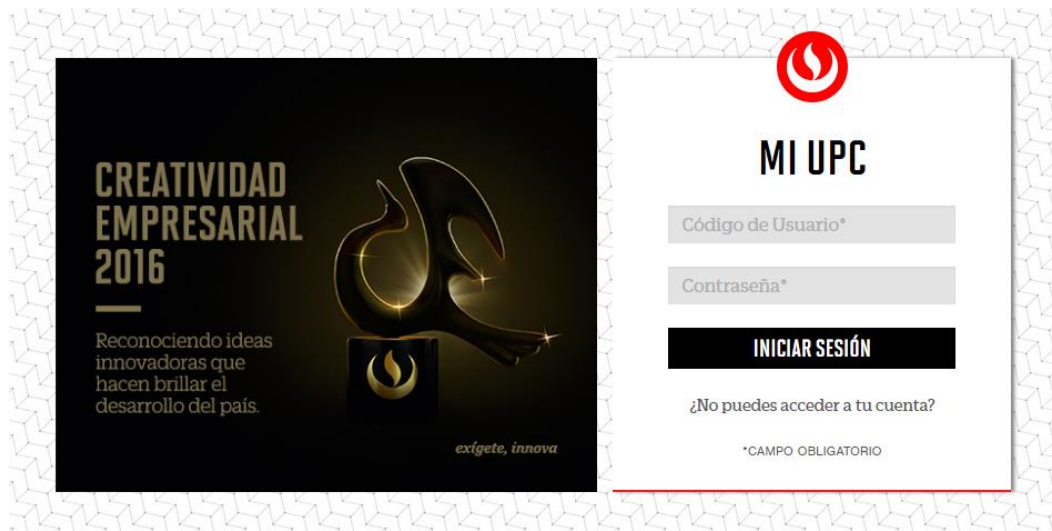 CREATIVIDAD
EMPRESARIAL
2016
Reconociendo ideas
innovadoras que
hacen brillar el
desarrollo del país.
exígete, innova
MI UPC
Código de Usuario*
Contraseña*
INICIAR SESIÓN
¿No puedes acceder a tu cuenta?
*CAMPO OBLIGATORIO